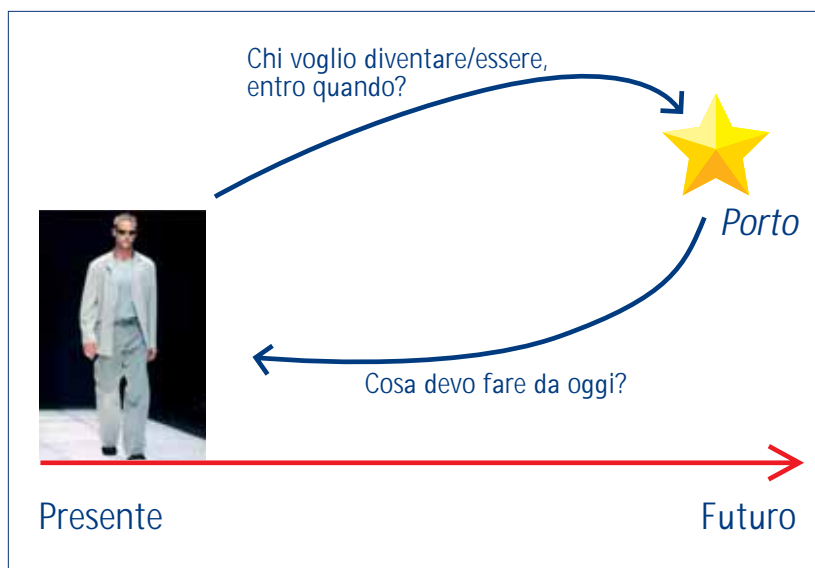 Chi voglio diventare/essere,
entro quando?
Porto
Cosa devo fare da oggi?
Presente
Futuro